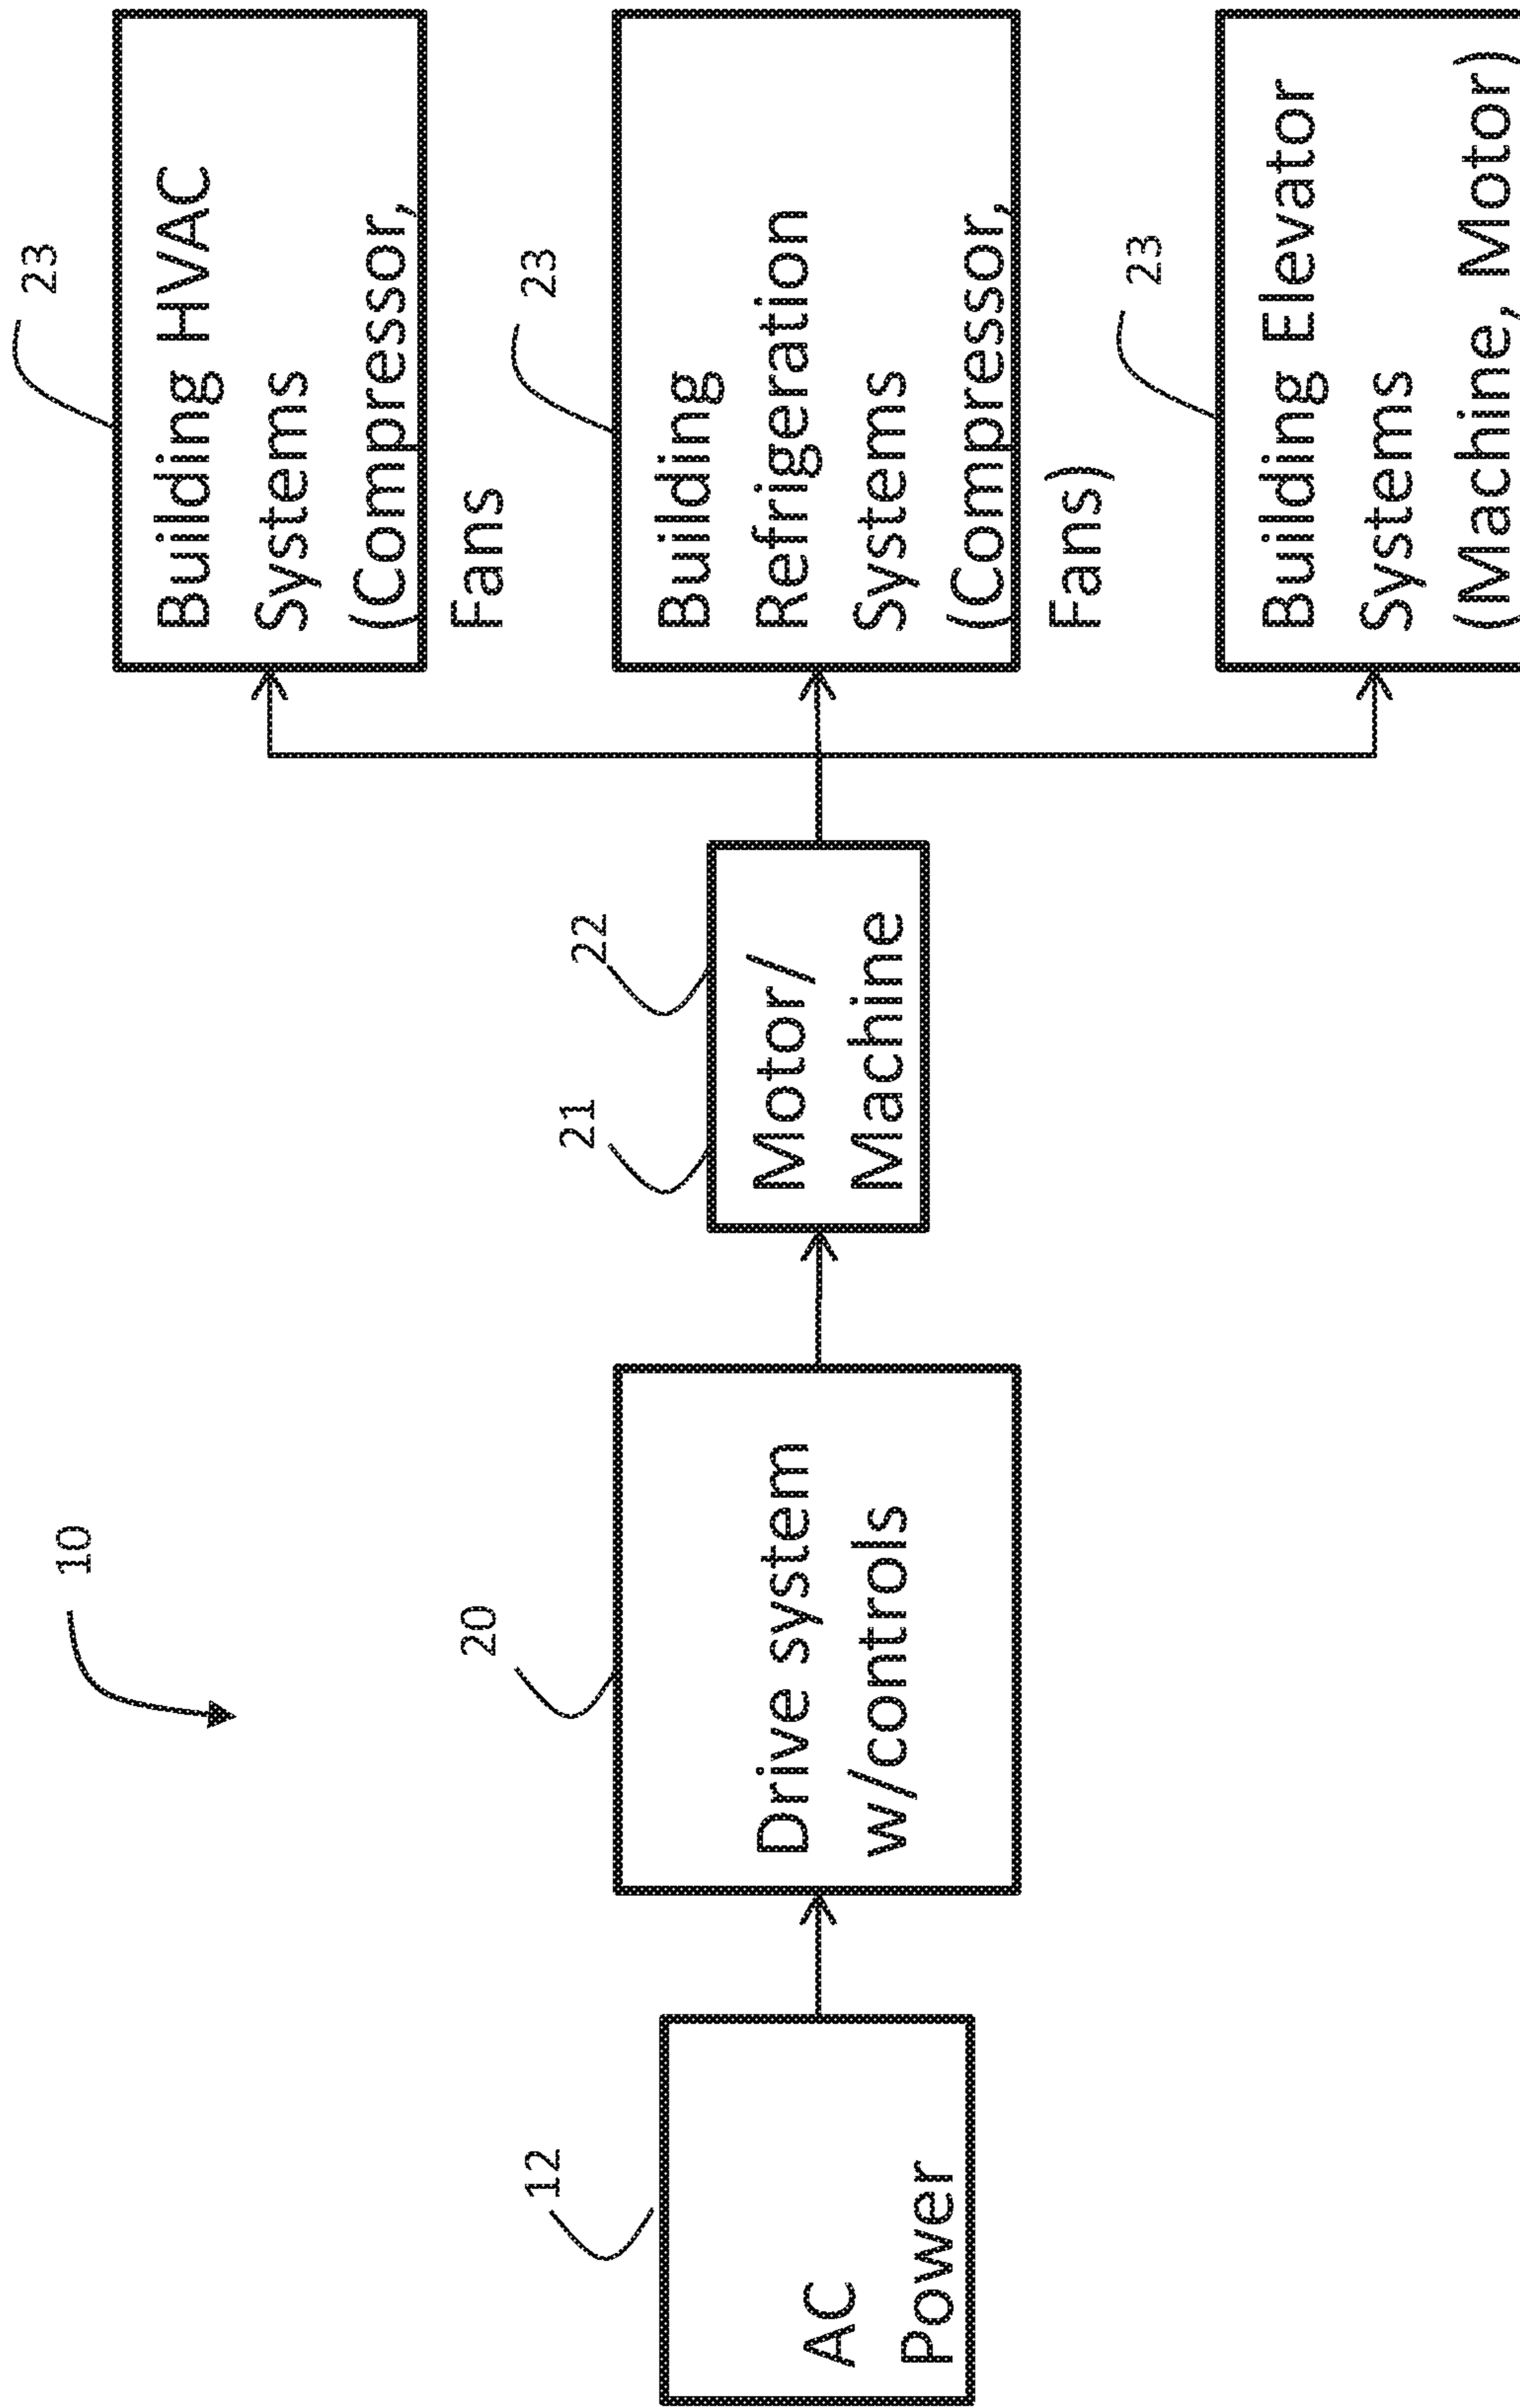 10
12
AC
Power
20
Drive system
w/controls
21
22
Motor/
Machine
23
Building HVAC
Systems
(Compressor,
Fans
23
Building
Refrigeration
Systems
(Compressor,
Fans)
23
Building Elevator
Systems
(Machine, Motor)